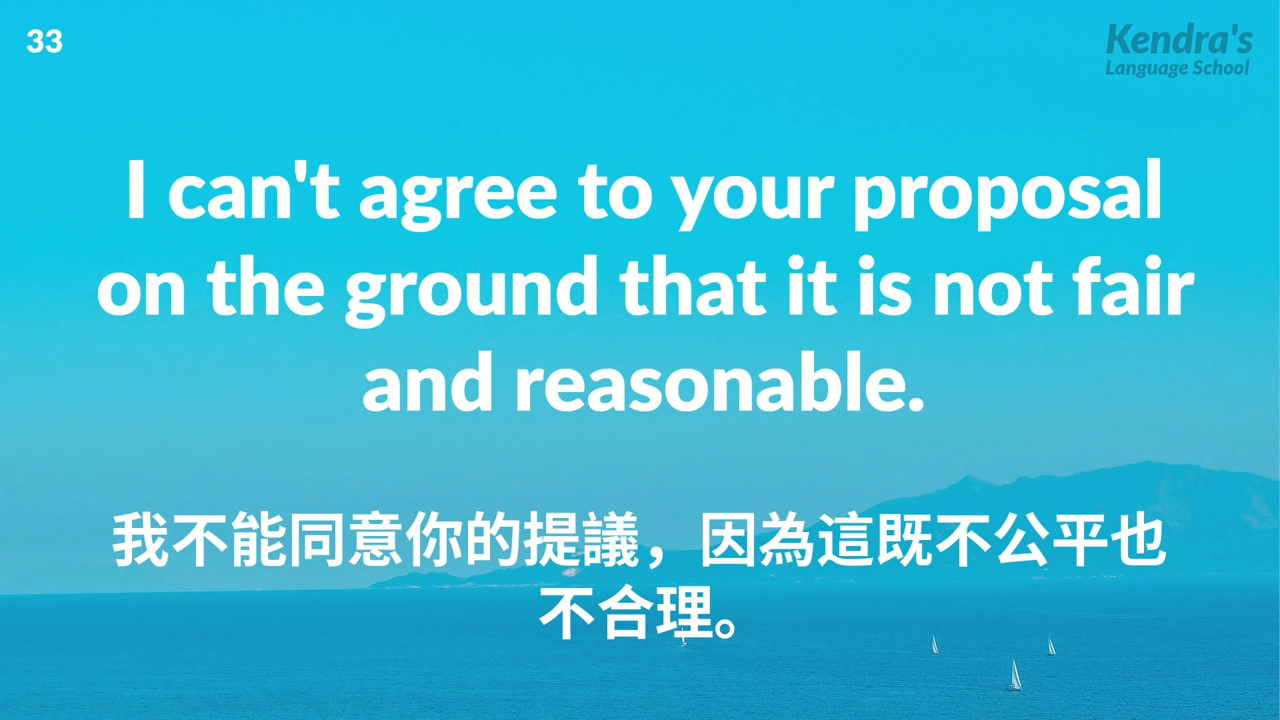 33
Kendra's
Language School
I can't agree to your proposal
on the ground that it is not fair
and reasonable.
我不能同意你的提議，因為這既不公平也
不合理。